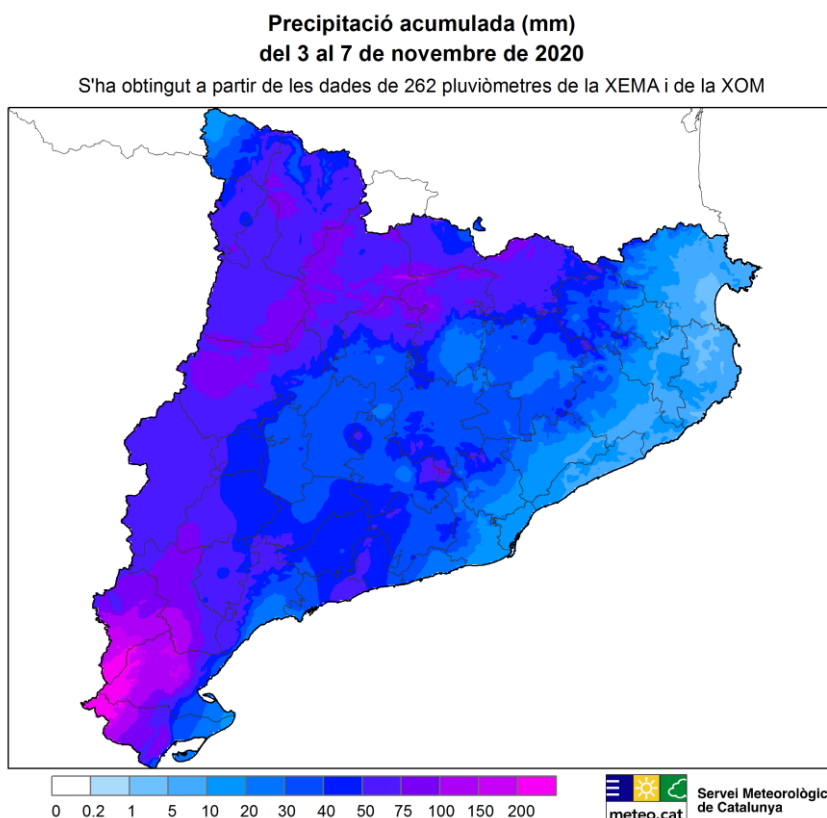 Precipitació acumulada (mm)
del 3 al 7 de novembre de 2020
S'ha obtingut a partir de les dades de 262 pluviòmetres de la XEMA i de la XOM
0 0.2 1 5 10 20 30 40 50 75 100 150 200
meteo.cat
Servei Meteorològic
de Catalunya